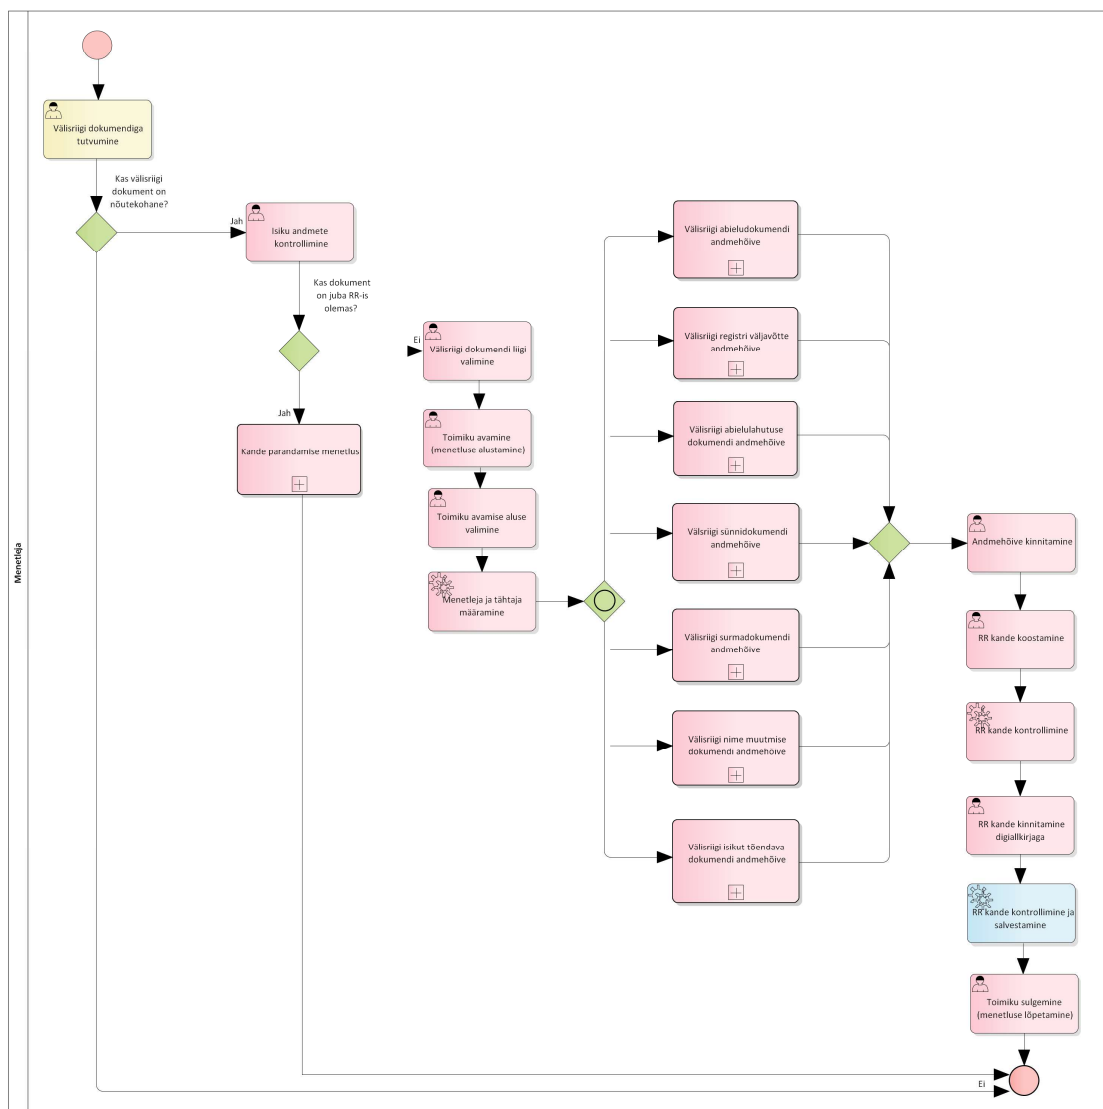 Menetleja
Välisriigi dokumendiga
tutvumine
Kas välisriigi
dokument on
nõutekohane?
Jah
Isiku andmete
kontrollimine
Kas dokument
on juba RR-is
olemas?
Jah
Kande parandamise menetlus
Ei
Välisriigi dokumendi liigi
valimine
Toimiku avamine
(menetluse alustamine)
Toimiku avamise aluse
valimine
Menetleja ja tähtaja
määramine
Välisriigi abieludokumendi
andmehõive
Välisriigi registri väljavõtte
andmehõive
Välisriigi abielulahutuse
dokumendi andmehõive
Välsriigi sünnidokumendi
andmehõive
Välisriigi surmadokumendi
andmehõive
Välisriigi nime muutmise
dokumendi andmehõive
Välisriigi isikut tõendava
dokumendi andmehõive
Andmehõive kinnitamine
RR kande koostamine
RR kande kontrollimine
RR kande kinnitamine
digiallkirjaga
RR kande kontrollimine ja
salvestamine
Toimiku sulgemine
(menetluse lõpetamine)
Ei